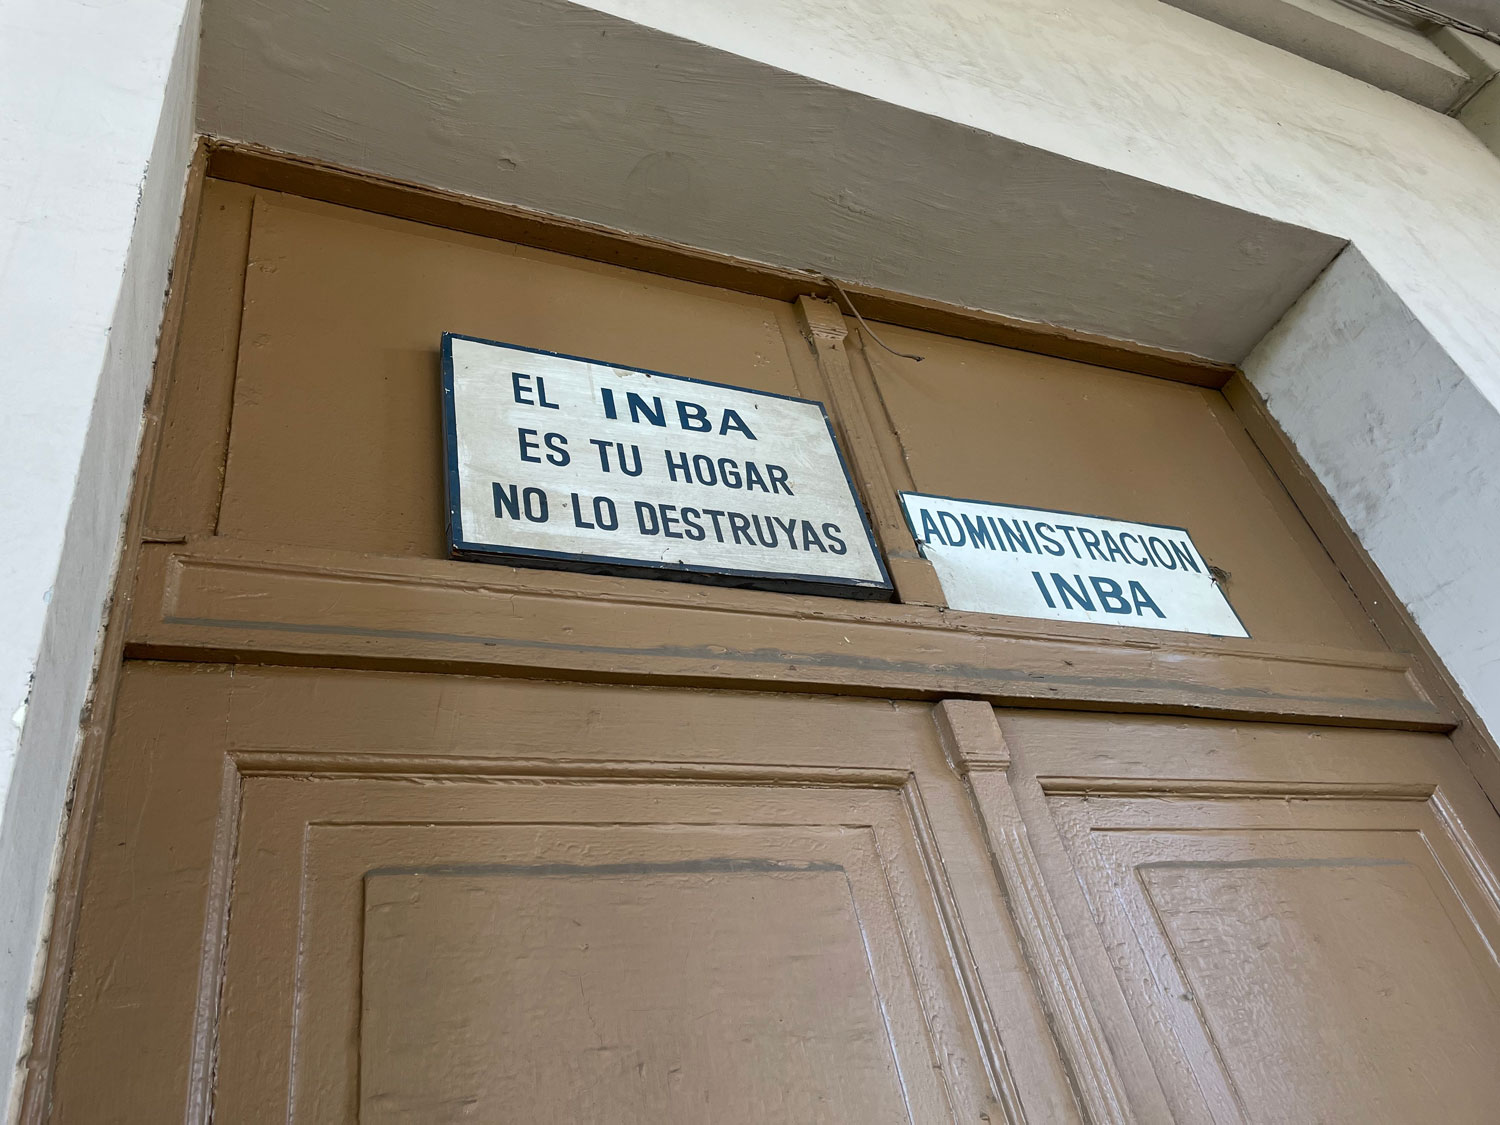 EL INBA
ES TU HOGAR
NO LO DESTRUYAS
ADMINISTRACION
INBA